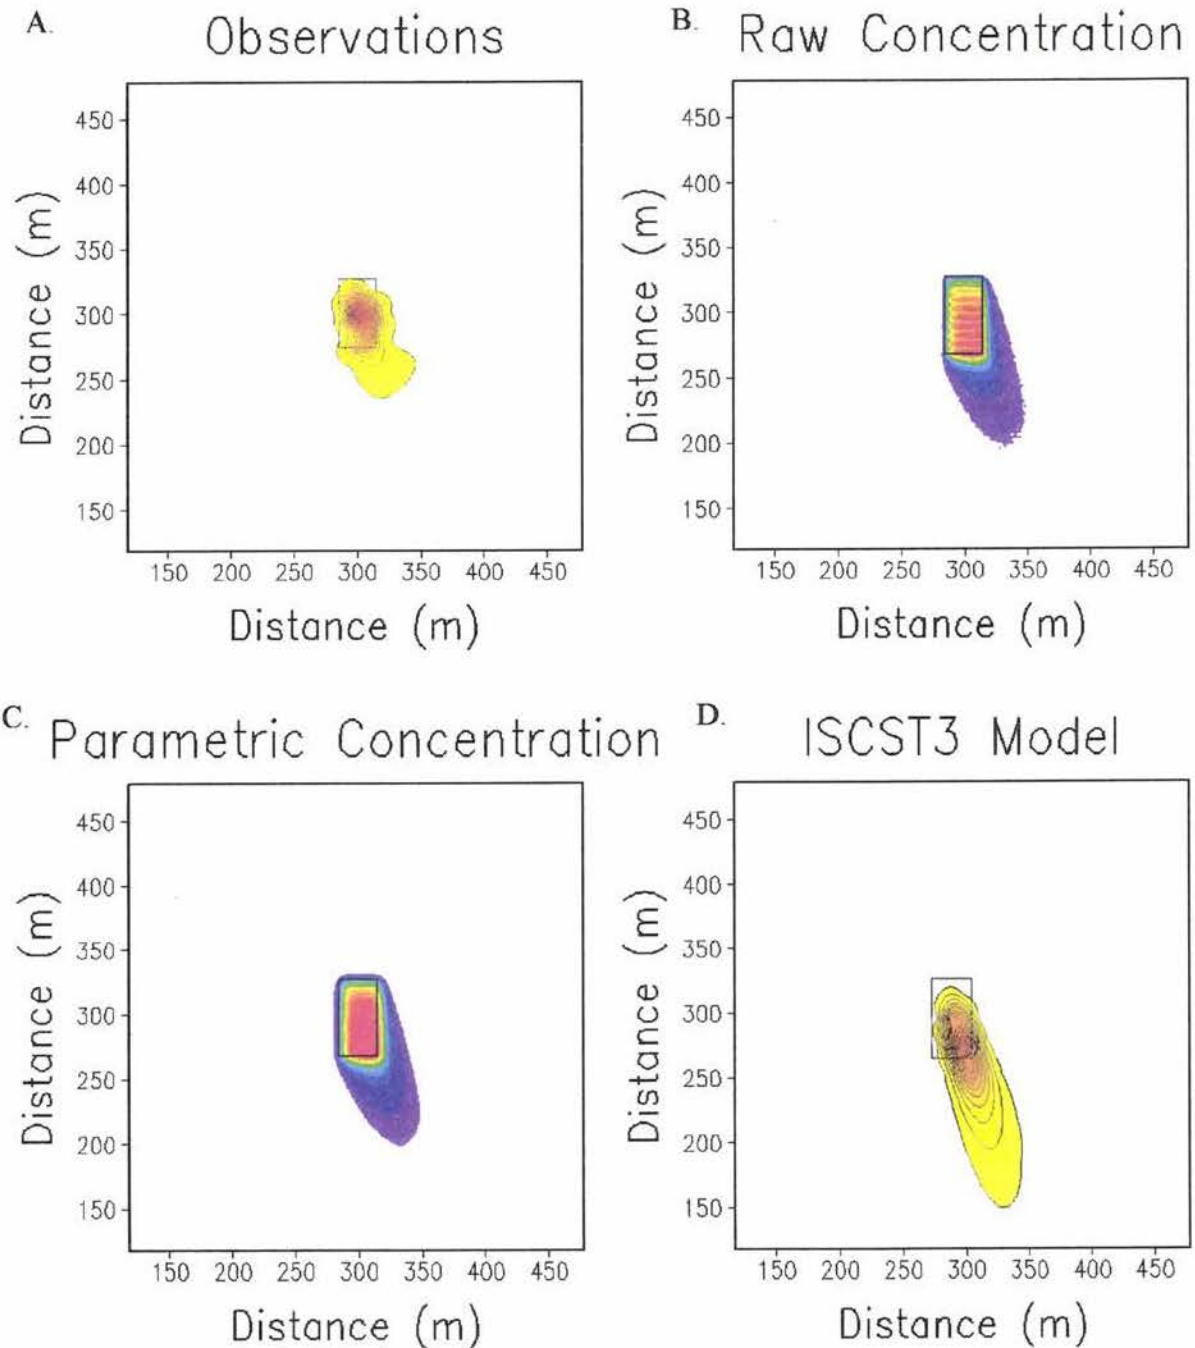 A.
Observations
Distance (m)
450
400
350
300
250
200
150
150 200 250 300 350 400 450
Distance (m)
B.
Raw Concentration
Distance (m)
450
400
350
300
250
200
150
150 200 250 300 350 400 450
Distance (m)
C.
Parametric Concentration
Distance (m)
450
400
350
300
250
200
150
150 200 250 300 350 400 450
Distance (m)
D.
ISCST3 Model
Distance (m)
450
400
350
300
250
200
150
150 200 250 300 350 400 450
Distance (m)